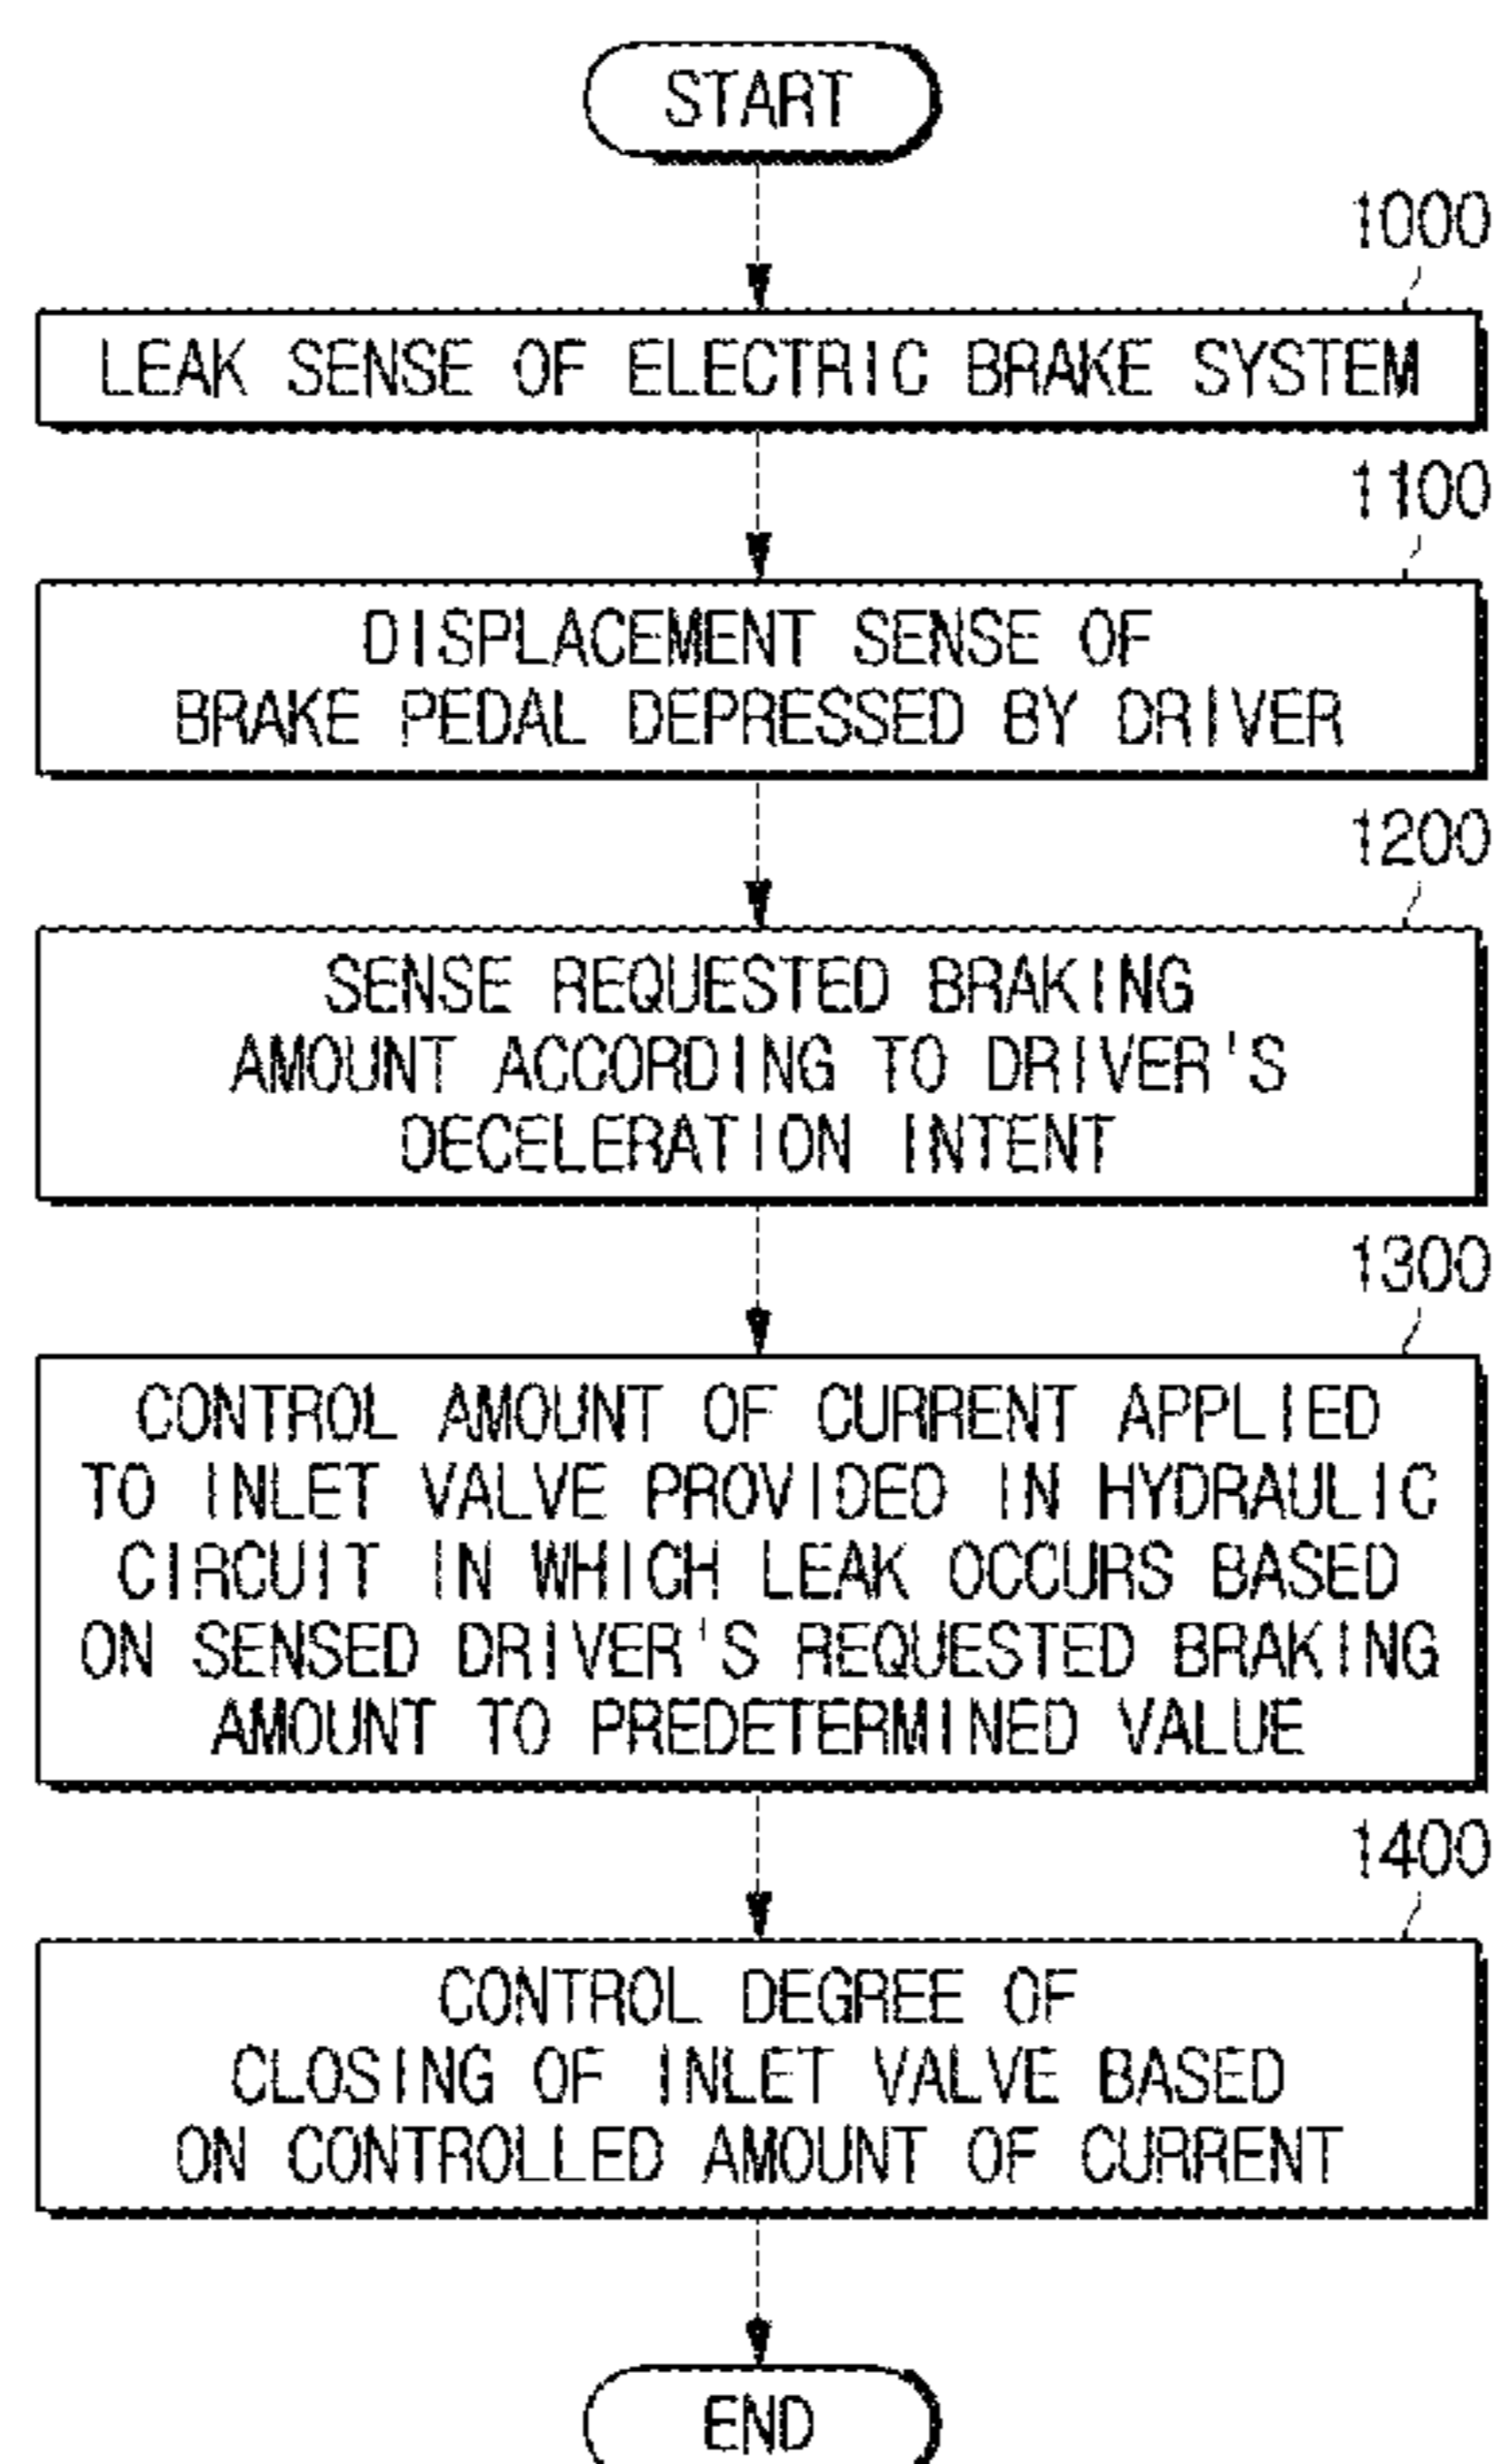 START
1000
LEAK SENSE OF ELECTRIC BRAKE SYSTEM
1100
DISPLACEMENT SENSE OF
BRAKE PEDAL DEPRESSED BY DRIVER
1200
SENSE REQUESTED BRAKING
AMOUNT ACCORDING TO DRIVER'S
DECELERATION INTENT
1300
CONTROL AMOUNT OF CURRENT APPLIED
TO INLET VALVE PROVIDED IN HYDRAULIC
CIRCUIT IN WHICH LEAK OCCURS BASED
ON SENSED DRIVER'S REQUESTED BRAKING
AMOUNT TO PREDETERMINED VALUE
1400
CONTROL DEGREE OF
CLOSING OF INLET VALVE BASED
ON CONTROLLED AMOUNT OF CURRENT
END